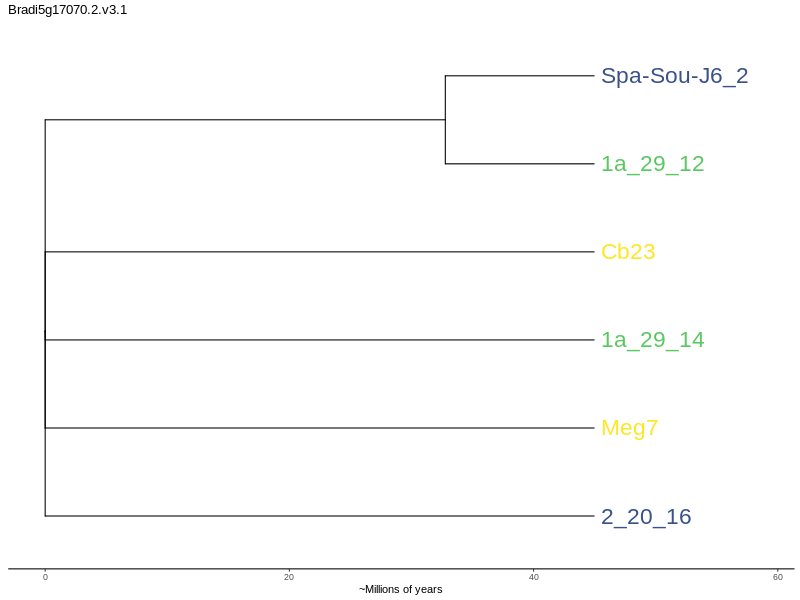 Bradi5g17070.2.v3.1
Spa-Sou-J6_2
1a_29_12
Cb23
1a_29_14
Meg7
2_20_16
0 20 40 60
~Millions of years